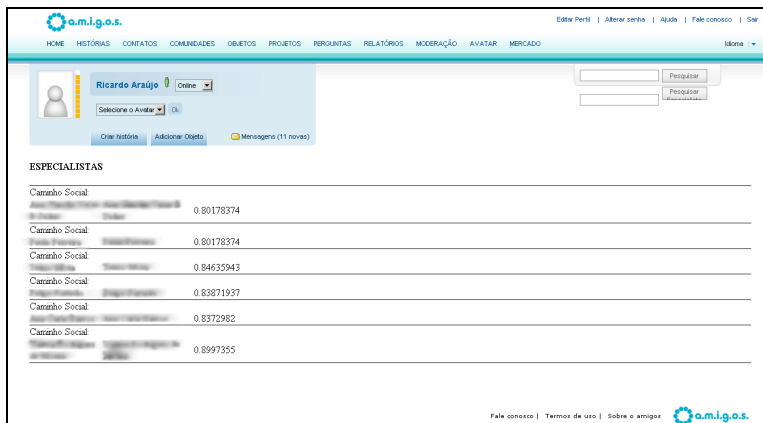 a.m.i.g.o.s.
Editar Perfil | Alterar senha | Ajuda | Fale conosco | Sair
HOME HISTÓRIAS CONTATOS COMUNIDADES OBJETOS PROJETOS PERGUNTAS RELATÓRIOS MODERAÇÃO AVATAR MERCADO Idioma
Ricardo Araújo Online
Pesquisar
Pesquisar
Selecione o Avatar Ok
Criar história Adicionar Objeto Mensagens (11 novas)
ESPECIALISTAS
Caminho Social:
0.80178374
Caminho Social:
0.80178374
Caminho Social:
0.84635943
Caminho Social:
0.83871937
Caminho Social:
0.8372982
Caminho Social:
0.8997355
Fale conosco | Termos de uso | Sobre o amigos a.m.i.g.o.s.